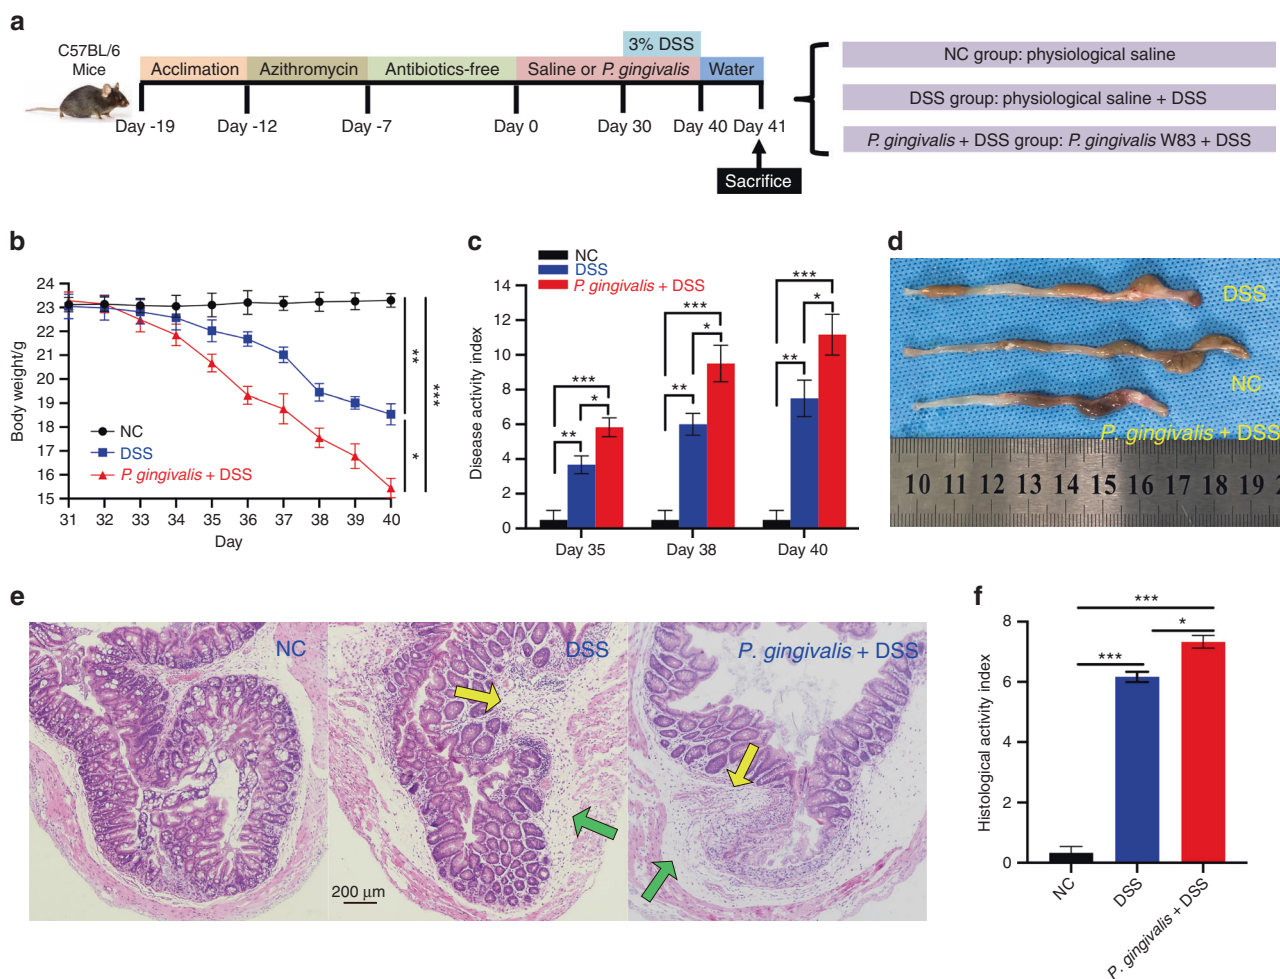 a
C57BL/6
Mice
3% DSS
Acclimation
Azithromycin
Antibiotics-free
Saline or P. gingivalis
Water
Day -19
Day -12
Day -7
Day 0
Day 30
Day 40
Day 41
Sacrifice
NC group: physiological saline
DSS group: physiological saline + DSS
P. gingivalis + DSS group: P. gingivalis W83 + DSS
b
Body weight/g
24
23
22
21
20
19
18
17
16
15
NC
DSS
P. gingivalis + DSS
**
*
***
31 32 33 34 35 36 37 38 39 40
Day
c
NC
DSS
P. gingivalis + DSS
Disease activity index
14
12
10
8
6
4
2
0
***
*
**
***
*
**
***
*
**
Day 35
Day 38
Day 40
d
DSS
NC
P. gingivalis + DSS
10 11 12 13 14 15 16 17 18 19
e
NC
DSS
P. gingivalis + DSS
200 μm
f
Histological activity index
8
6
4
2
0
***
*
***
NC
DSS
P. gingivalis + DSS